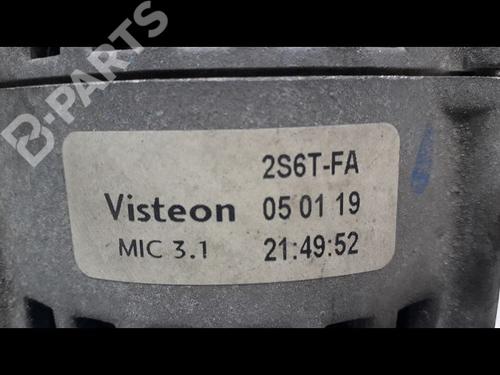 B-PARTS
2S6T-FA
Visteon 05 01 19
MIC 3.1 21:49:52